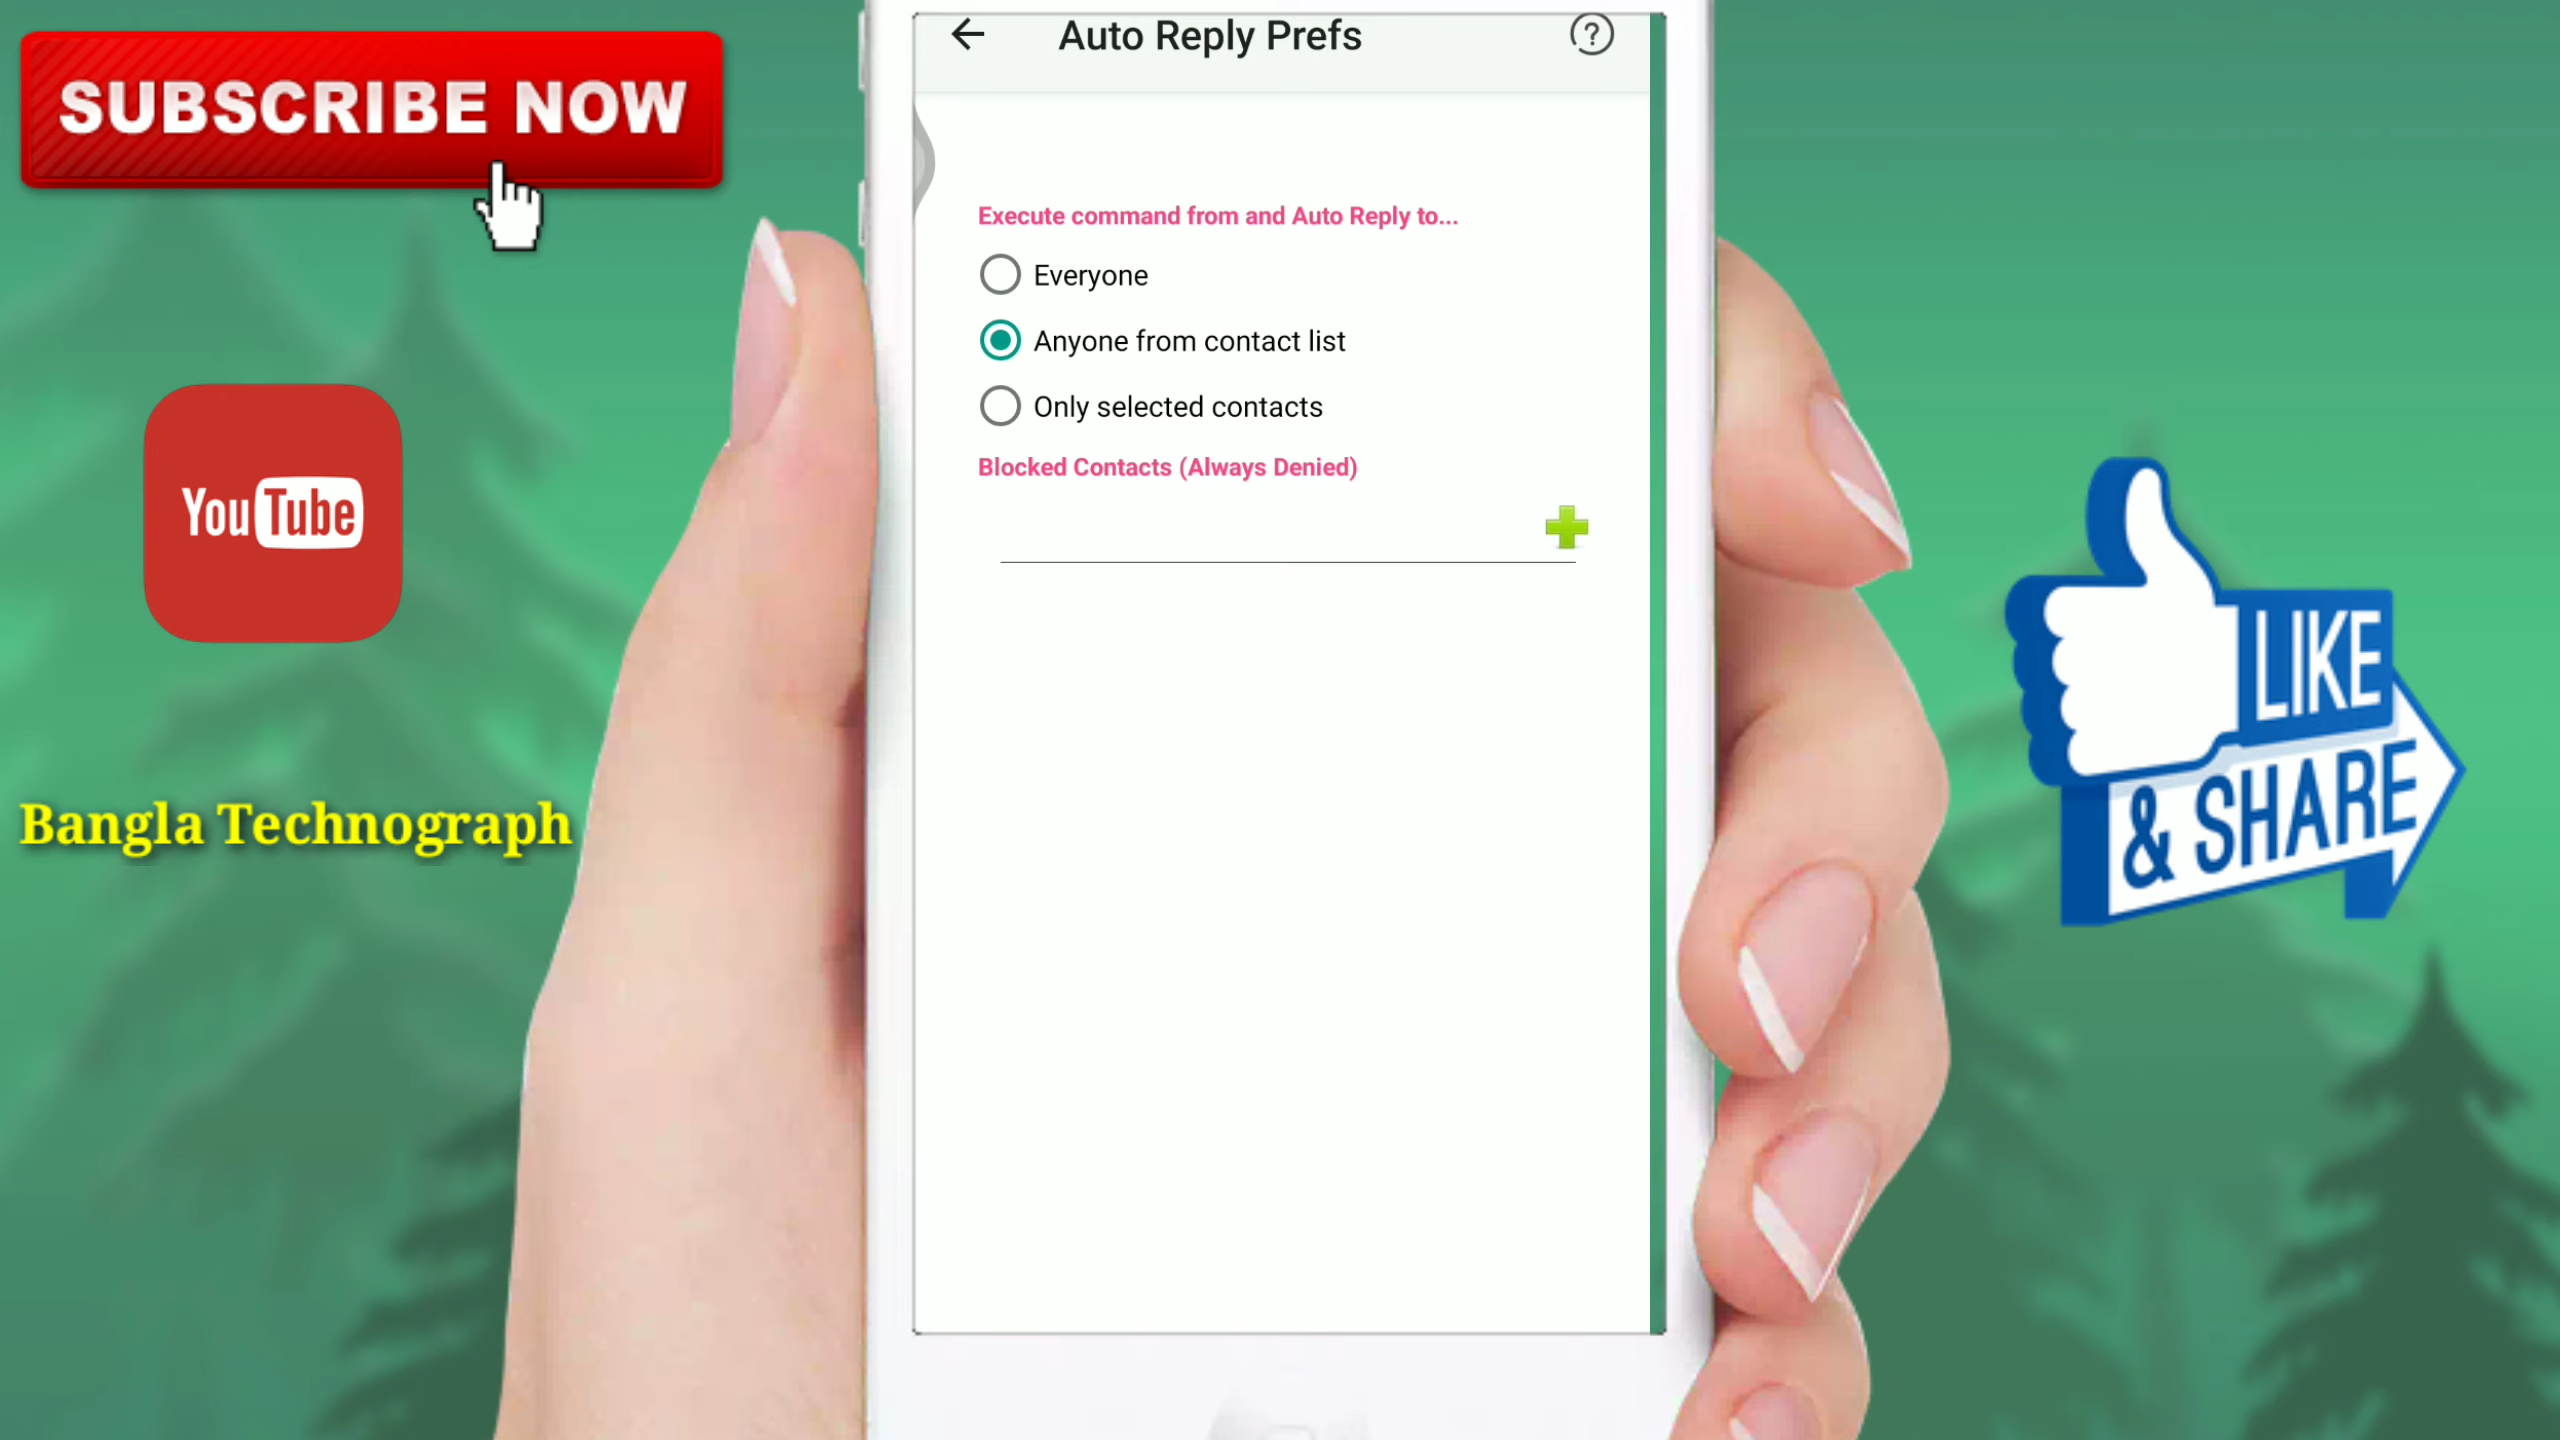 SUBSCRIBE NOW
YouTube
Bangla Technograph
Auto Reply Prefs
?
Execute command from and Auto Reply to...
Everyone
Anyone from contact list
Only selected contacts
Blocked Contacts (Always Denied)
LIKE
& SHARE